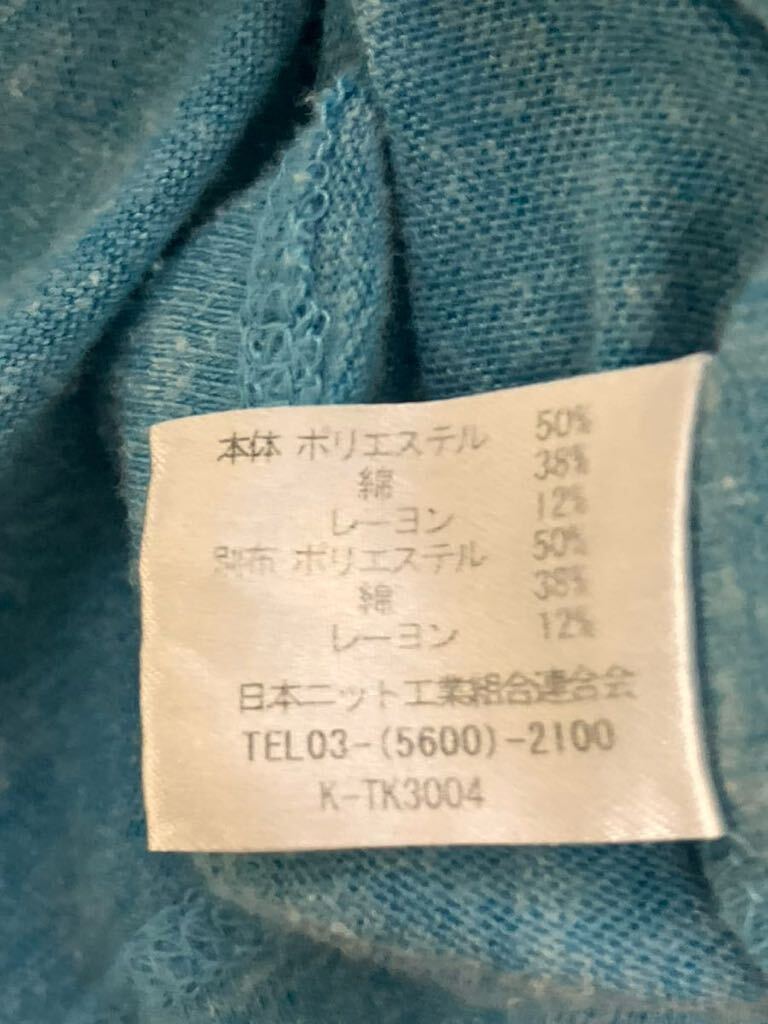 本体 ポリエステル 50%
綿 38%
レーヨン 12%
別布 ポリエステル 50%
綿 38%
レーヨン 12%
日本ニット工業組合連合会
TEL03-(5600)-2100
K-TK3004